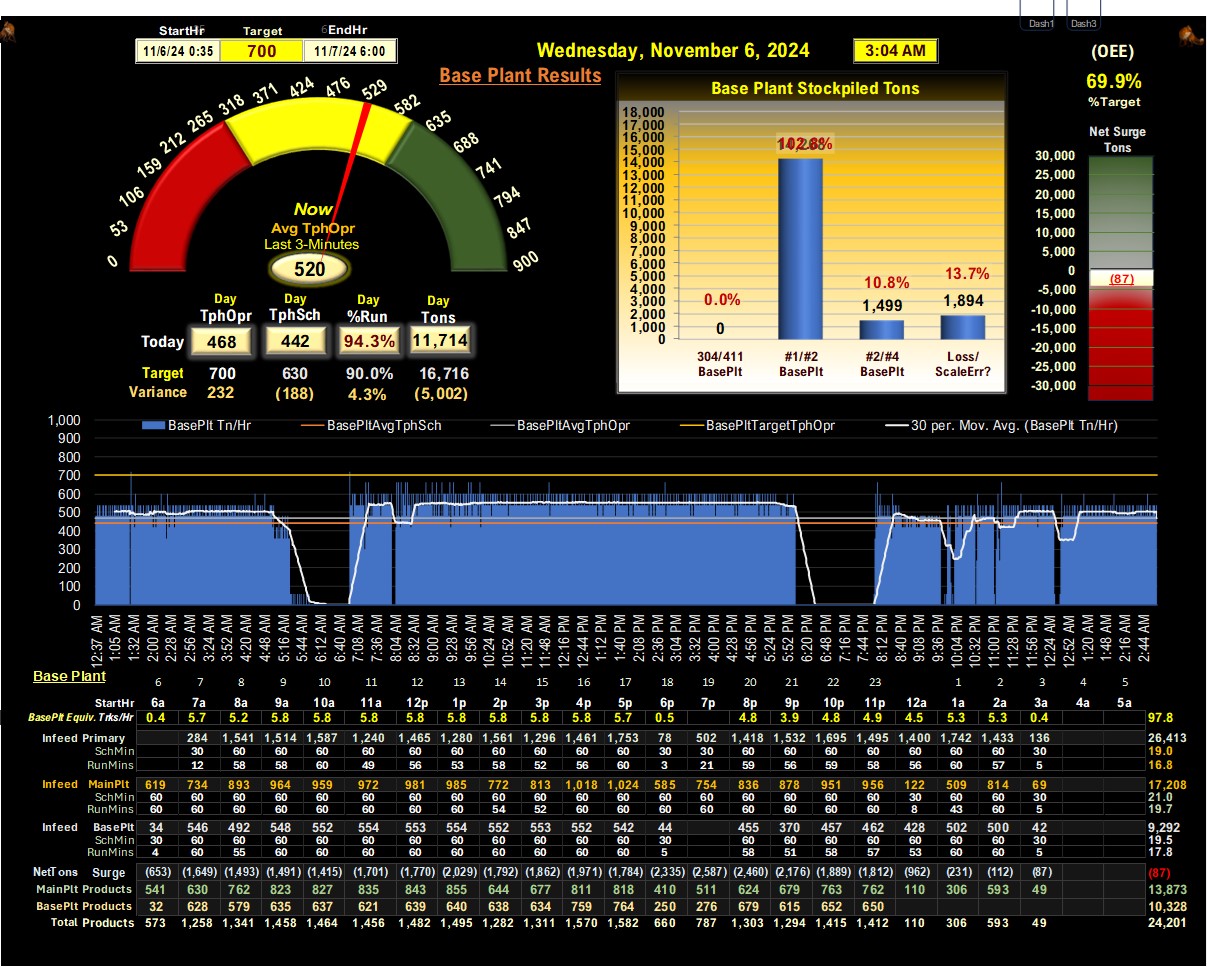 Dash1 Dash3
StartHr Target EndHr
11/6/24 0:35 700 11/7/24 6:00
Wednesday, November 6, 2024 3:04 AM
(OEE)
69.9%
%Target
Base Plant Results
0 53 106 159 212 265 318 371 424 476 529 582 635 688 741 794 847 900
Now
Avg TphOpr
Last 3-Minutes
520
Day Day Day Day
TphOpr TphSch %Run Tons
Today 468 442 94.3% 11,714
Target 700 630 90.0% 16,716
Variance 232 (188) 4.3% (5,002)
Base Plant Stockpiled Tons
18,000
17,000
16,000
15,000
14,000
13,000
12,000
11,000
10,000
9,000
8,000
7,000
6,000
5,000
4,000
3,000
2,000
1,000
0
102.8%
0.0% 10.8% 13.7%
0 1,499 1,894
304/411 #1/#2 #2/#4 Loss/
BasePlt BasePlt BasePlt ScaleErr?
Net Surge
Tons
30,000
25,000
20,000
15,000
10,000
5,000
0
(87)
-5,000
-10,000
-15,000
-20,000
-25,000
-30,000
BasePlt Tn/Hr BasePltAvgTphSch BasePltAvgTphOpr BasePltTargetTphOpr 30 per. Mov. Avg. (BasePlt Tn/Hr)
1,000
900
800
700
600
500
400
300
200
100
0
12:37 AM 1:05 AM 1:32 AM 2:00 AM 2:28 AM 2:56 AM 3:24 AM 3:52 AM 4:20 AM 4:48 AM 5:16 AM 5:44 AM 6:12 AM 6:40 AM 7:08 AM 7:36 AM 8:04 AM 8:32 AM 9:00 AM 9:28 AM 9:56 AM 10:24 AM 10:52 AM 11:20 AM 11:48 AM 12:16 PM 12:44 PM 1:12 PM 1:40 PM 2:08 PM 2:36 PM 3:04 PM 3:32 PM 4:00 PM 4:28 PM 4:56 PM 5:24 PM 5:52 PM 6:20 PM 6:48 PM 7:16 PM 7:44 PM 8:12 PM 8:40 PM 9:08 PM 9:36 PM 10:04 PM 10:32 PM 11:00 PM 11:28 PM 11:56 PM 12:24 AM 12:52 AM 1:20 AM 1:48 AM 2:16 AM 2:44 AM
Base Plant
6 7 8 9 10 11 12 13 14 15 16 17 18 19 20 21 22 23 1 2 3 4 5
StartHr 6a 7a 8a 9a 10a 11a 12p 1p 2p 3p 4p 5p 6p 7p 8p 9p 10p 11p 12a 1a 2a 3a 4a 5a
BasePlt Equiv. Trks/Hr 0.4 5.7 5.2 5.8 5.8 5.8 5.8 5.8 5.8 5.8 5.8 5.7 0.5 4.8 3.9 4.8 4.9 4.5 5.3 5.3 0.4 97.8
Infeed Primary 284 1,541 1,514 1,587 1,240 1,465 1,280 1,561 1,296 1,461 1,753 78 502 1,418 1,532 1,695 1,495 1,400 1,742 1,433 136 26,413
SchMin 30 60 60 60 60 60 60 60 60 60 60 30 30 60 60 60 60 60 60 60 30 19.0
RunMins 12 58 58 60 49 56 53 58 52 56 60 3 21 59 56 59 58 56 60 57 5 16.8
Infeed MainPlt 619 734 893 964 959 972 981 985 772 813 1,018 1,024 585 754 836 878 951 956 122 509 814 69 17,208
SchMin 60 60 60 60 60 60 60 60 60 60 60 60 60 60 60 60 60 60 30 60 60 30 21.0
RunMins 60 60 60 60 60 60 60 60 54 52 60 60 60 60 60 60 60 60 8 43 60 5 19.7
Infeed BasePlt 34 546 492 548 552 554 553 554 552 553 552 542 44 455 370 457 462 428 502 500 42 9,292
SchMin 30 60 60 60 60 60 60 60 60 60 60 60 30 60 60 60 60 60 60 60 30 19.5
RunMins 4 60 55 60 60 60 60 60 60 60 60 60 5 58 51 58 57 53 60 60 5 17.8
NetTons Surge (653) (1,649) (1,493) (1,491) (1,415) (1,701) (1,770) (2,029) (1,792) (1,862) (1,971) (1,784) (2,335) (2,587) (2,460) (2,176) (1,889) (1,812) (962) (231) (112) (87) (87)
MainPlt Products 541 630 762 823 827 835 843 855 644 677 811 818 410 511 624 679 763 762 110 306 593 49 13,873
BasePlt Products 32 628 579 635 637 621 639 640 638 634 759 764 250 276 679 615 652 650 10,328
Total Products 573 1,258 1,341 1,458 1,464 1,456 1,482 1,495 1,282 1,311 1,570 1,582 660 787 1,303 1,294 1,415 1,412 110 306 593 49 24,201